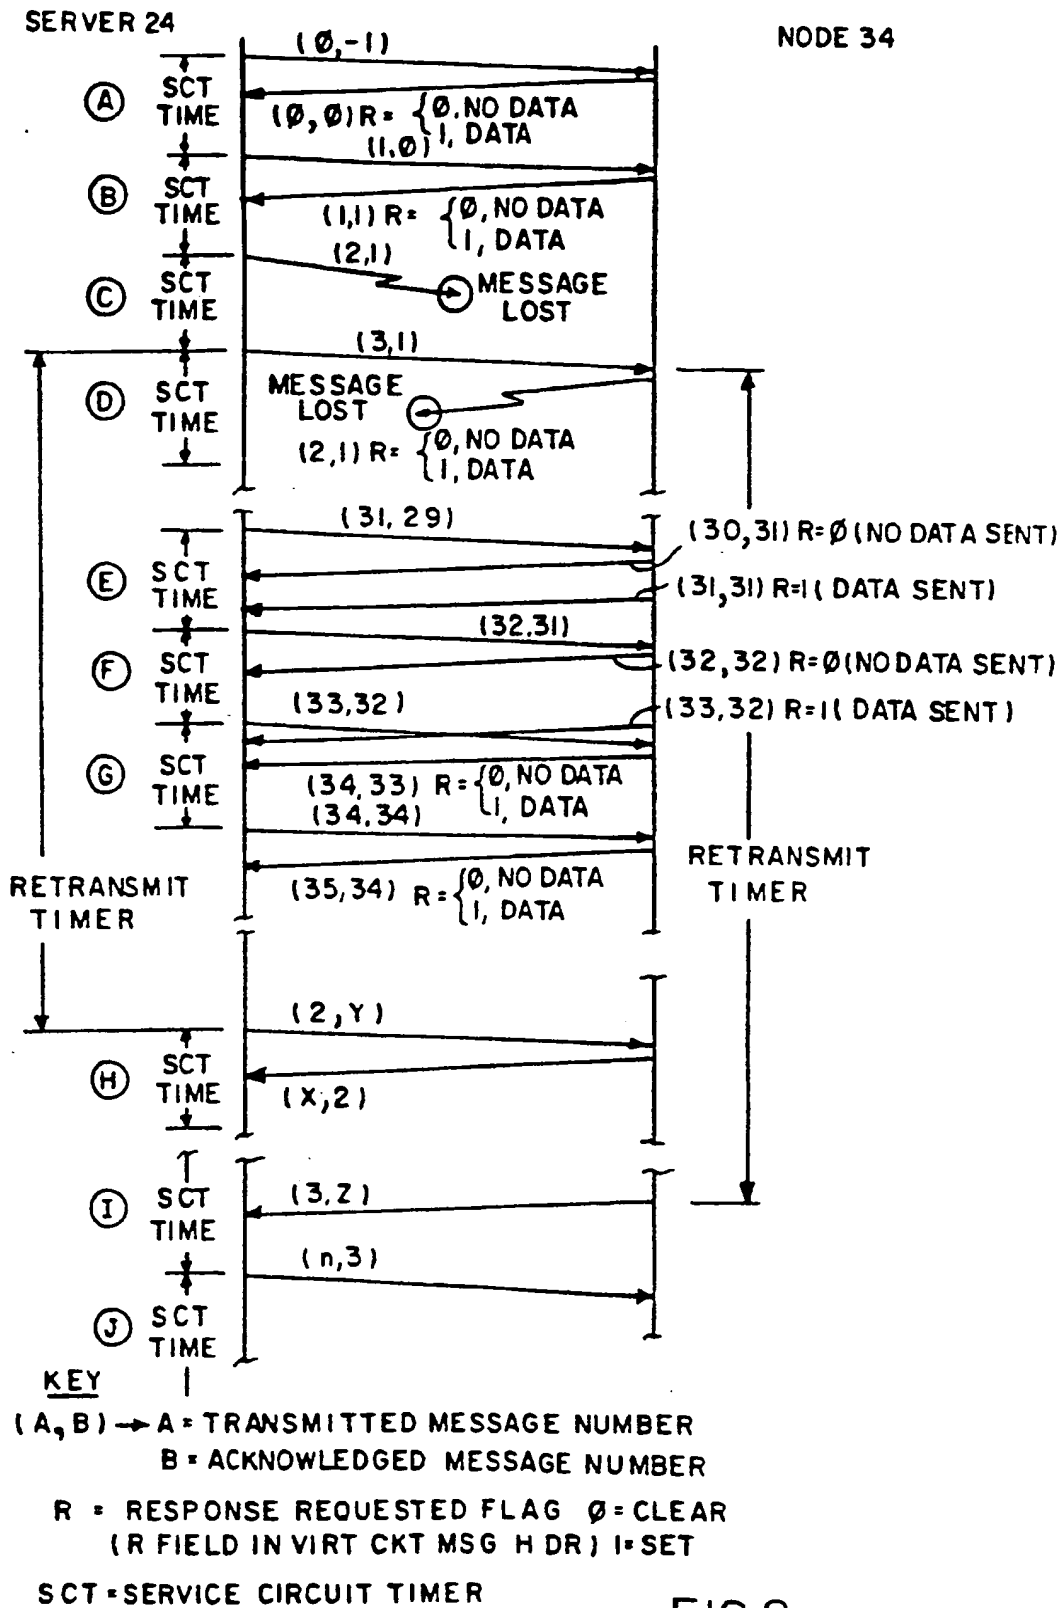 SERVER 24
NODE 34
(Ø,-1)
A
SCT
TIME
(Ø,Ø) R = { Ø, NO DATA
1, DATA
(1,Ø)
B
SCT
TIME
(1,1) R = { Ø, NO DATA
1, DATA
(2,1)
C
SCT
TIME
MESSAGE
LOST
(3,1)
D
SCT
TIME
MESSAGE
LOST
(2,1) R = { Ø, NO DATA
1, DATA
(31, 29)
(30,31) R=Ø (NO DATA SENT)
E
SCT
TIME
(31,31) R=1 ( DATA SENT)
(32,31)
F
SCT
TIME
(32,32) R=Ø (NO DATA SENT)
(33,32)
(33,32) R=1 ( DATA SENT)
G
SCT
TIME
(34,33) R = { Ø, NO DATA
1, DATA
(34,34)
(35,34) R = { Ø, NO DATA
1, DATA
RETRANSMIT
TIMER
RETRANSMIT
TIMER
(2,Y)
H
SCT
TIME
(X,2)
I
SCT
TIME
(3,Z)
(n,3)
J
SCT
TIME
KEY
(A,B) → A = TRANSMITTED MESSAGE NUMBER
B = ACKNOWLEDGED MESSAGE NUMBER
R = RESPONSE REQUESTED FLAG Ø=CLEAR
(R FIELD IN VIRT CKT MSG H DR) 1=SET
SCT = SERVICE CIRCUIT TIMER